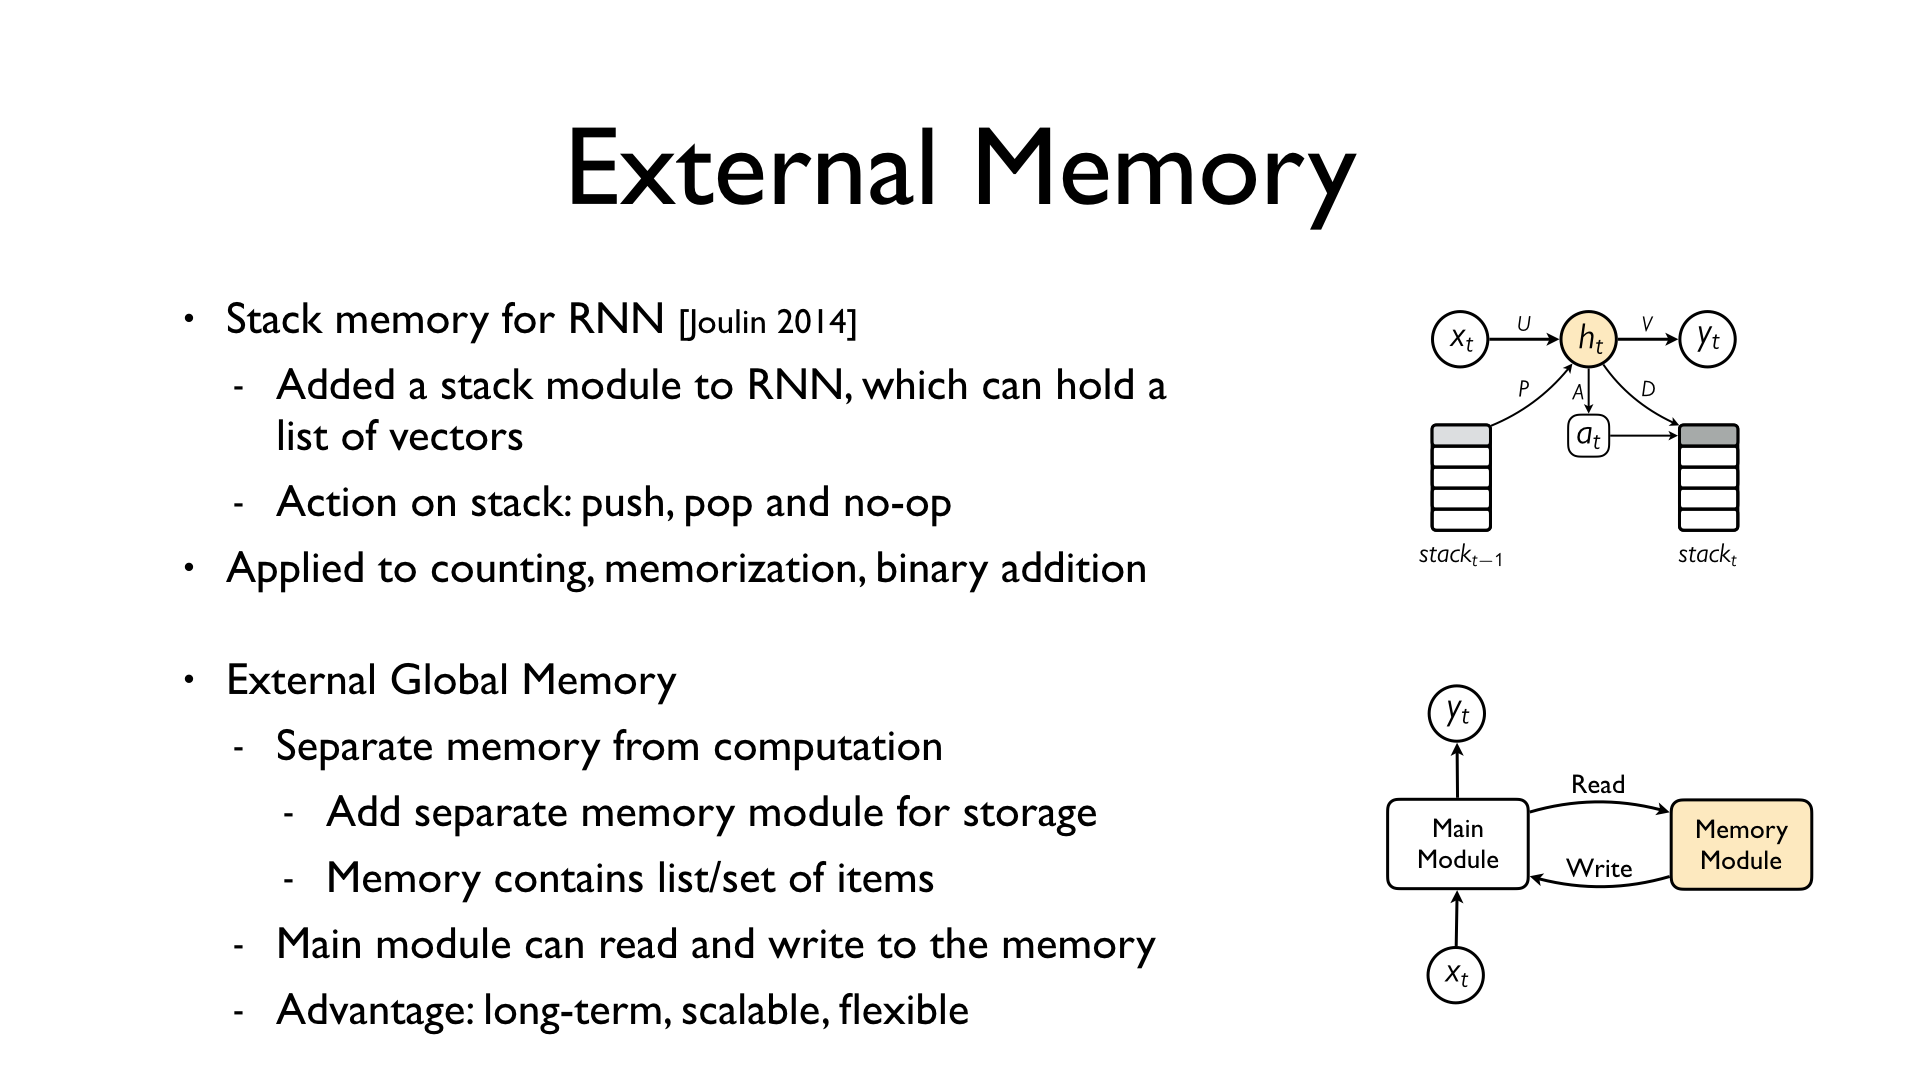 External Memory
• Stack memory for RNN [Joulin 2014]
- Added a stack module to RNN, which can hold a
list of vectors
- Action on stack: push, pop and no-op
• Applied to counting, memorization, binary addition
• External Global Memory
- Separate memory from computation
- Add separate memory module for storage
- Memory contains list/set of items
- Main module can read and write to the memory
- Advantage: long-term, scalable, flexible
x_t U h_t V y_t
P A D
a_t
stack_{t−1} stack_t
y_t
Read
Main
Module
Memory
Module
Write
x_t